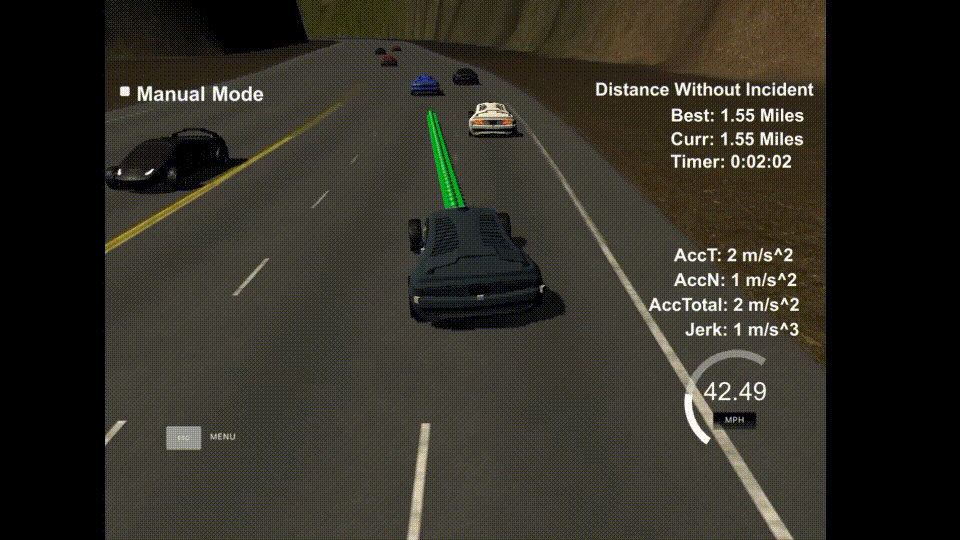 Manual Mode
Distance Without Incident
Best: 1.55 Miles
Curr: 1.55 Miles
Timer: 0:02:02
AccT: 2 m/s^2
AccN: 1 m/s^2
AccTotal: 2 m/s^2
Jerk: 1 m/s^3
42.49
MPH
ESC MENU